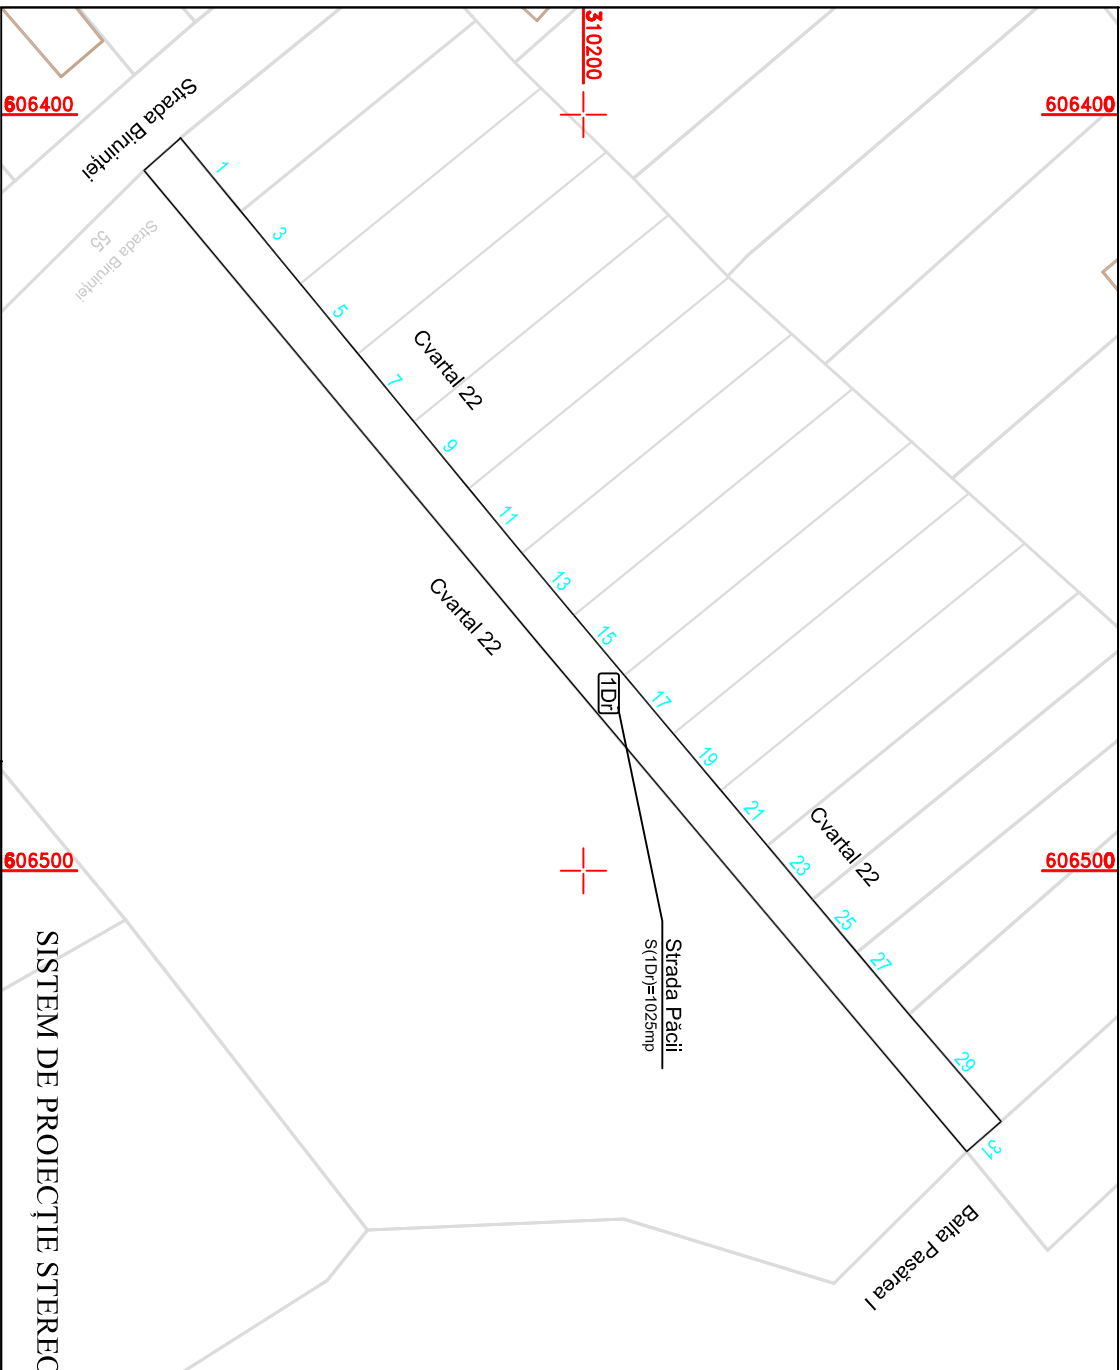 310200
606400
606400
Strada Biruinței
Strada Biruinței
55
1
3
5
7
9
11
13
15
17
19
21
23
25
27
29
31
Cvartal 22
Cvartal 22
Cvartal 22
1Dr
Strada Păcii
S(1Dr)=1025mp
606500
606500
Balta Pasărea I
SISTEM DE PROIECȚIE STEREO